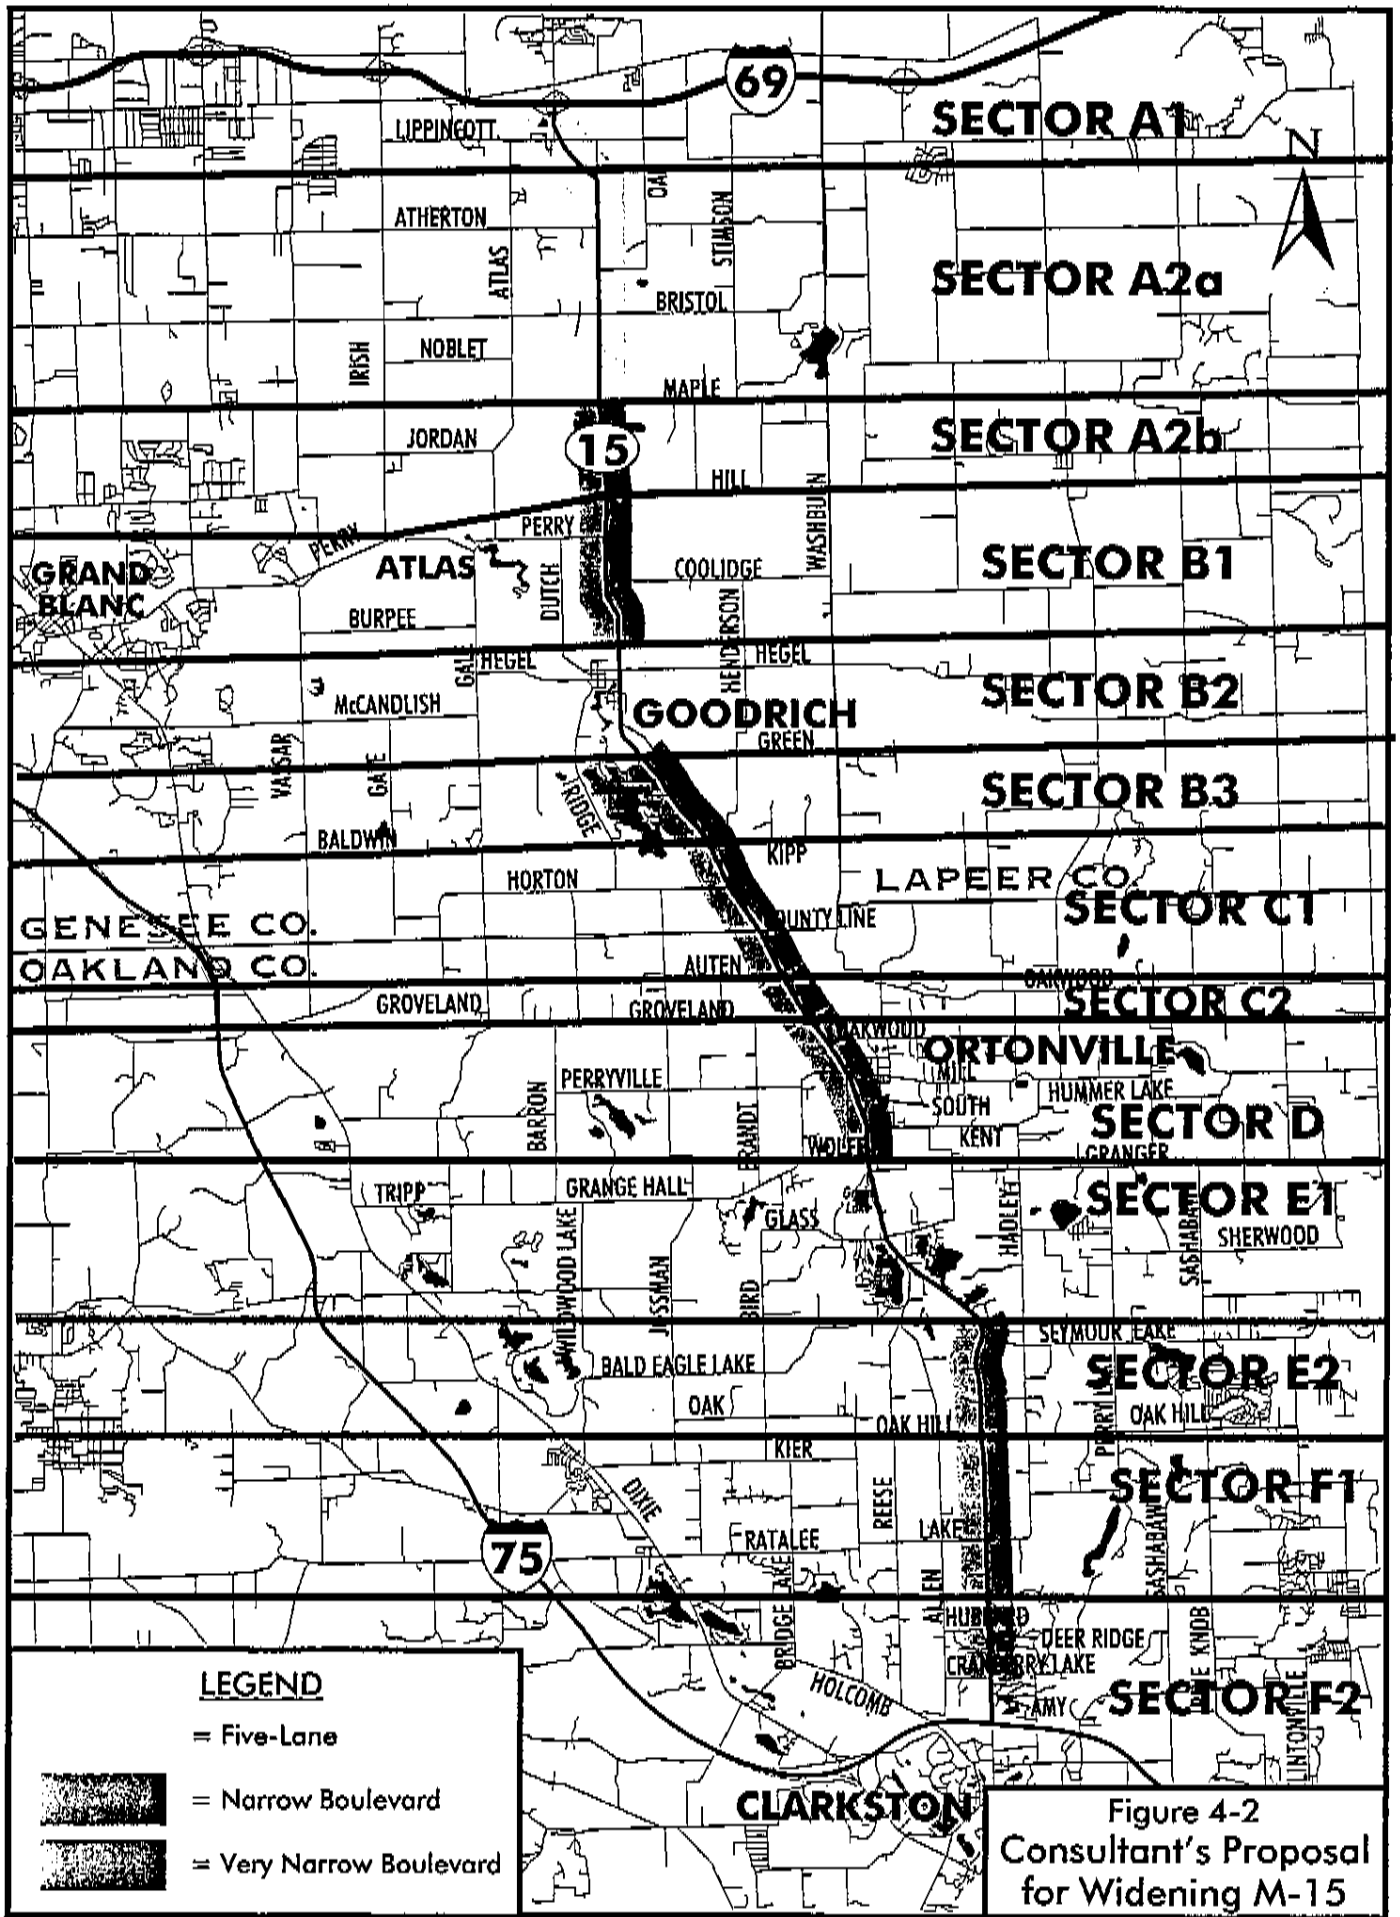 69
LIPPINCOTT
SECTOR A1
N
ATHERTON
ATLAS
STIMSON
SECTOR A2a
BRISTOL
IRISH
NOBLET
MAPLE
JORDAN
15
SECTOR A2b
HILL
WASHBURN
PERRY
PERRY
GRAND
BLANC
ATLAS
DUTCH
COOLIDGE
SECTOR B1
BURPEE
HENDERSON
HEGEL
HEGEL
McCANDLISH
SECTOR B2
GOODRICH
GREEN
VASSAR
GATE
RIDGE
SECTOR B3
BALDWIN
KIPP
HORTON
LAPEER CO.
SECTOR C1
GENESEE CO.
OUNTY LINE
OAKLAND CO.
AUTEN
OAKWOOD
GROVELAND
GROVELAND
SECTOR C2
OAKWOOD
ORTONVILLE
MILL
PERRYVILLE
HUMMER LAKE
BARRON
BRANDT
SOUTH
SECTOR D
WOLFE
KENT
GRANGER
TRIPP
GRANGE HALL
HADLEY
SECTOR E1
GLASS
SASHABAW
SHERWOOD
WILDWOOD LAKE
JOSSMAN
BIRD
SEYMOUR LAKE
BALD EAGLE LAKE
SECTOR E2
OAK
OAK HILL
PERRY LAKE
OAK HILL
KIER
DIXIE
REESE
SECTOR F1
RATALEE
LAKE
SASHABAW
75
BRIDGE LAKE
ALLEN
HUBBARD
DEER RIDGE
PINE KNOB
CRANBERRY LAKE
HOLCOMB
AMY
SECTOR F2
CLINTONVILLE
CLARKSTON
LEGEND
= Five-Lane
= Narrow Boulevard
= Very Narrow Boulevard
Figure 4-2
Consultant's Proposal
for Widening M-15